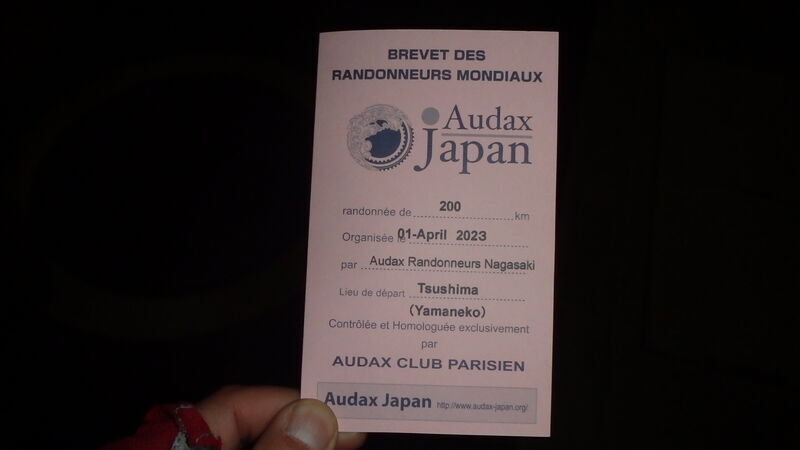 BREVET DES
RANDONNEURS MONDIAUX
Audax
Japan
randonnée de 200 km
Organisée le 01-April 2023
par Audax Randonneurs Nagasaki
Lieu de départ Tsushima
(Yamaneko)
Contrôlée et Homologuée exclusivement
par
AUDAX CLUB PARISIEN
Audax Japan http://www.audax-japan.org/